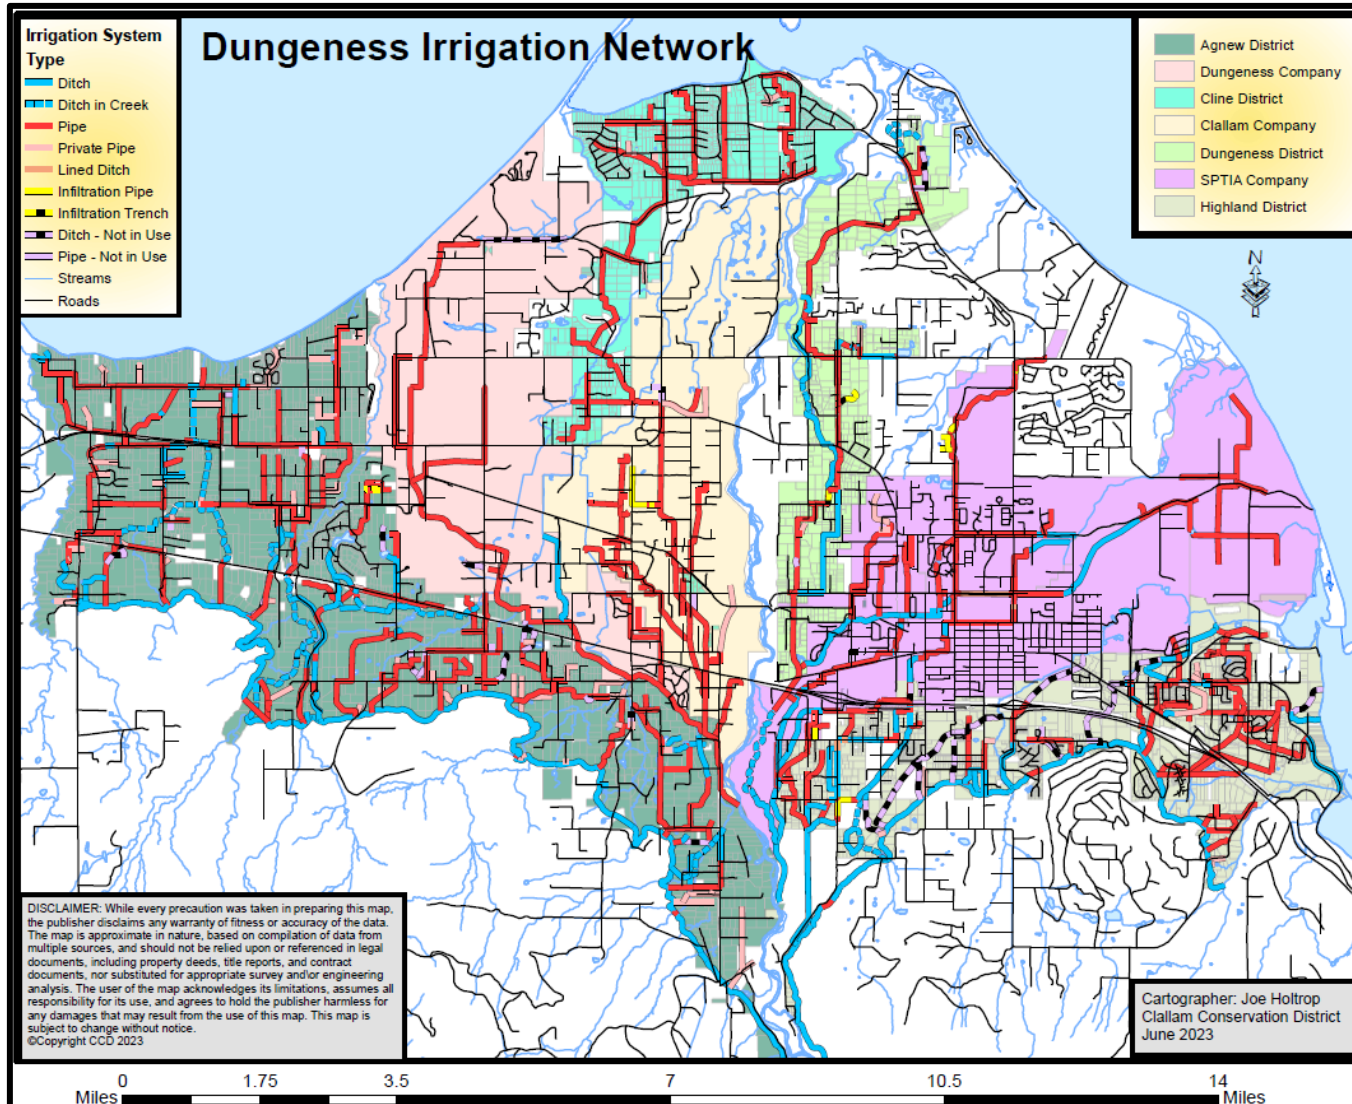 Dungeness Irrigation Network
Irrigation System
Type
Ditch
Ditch in Creek
Pipe
Private Pipe
Lined Ditch
Infiltration Pipe
Infiltration Trench
Ditch - Not in Use
Pipe - Not in Use
Streams
Roads
Agnew District
Dungeness Company
Cline District
Clallam Company
Dungeness District
SPTIA Company
Highland District
N
DISCLAIMER: While every precaution was taken in preparing this map,
the publisher disclaims any warranty of fitness or accuracy of the data.
The map is approximate in nature, based on compilation of data from
multiple sources, and should not be relied upon or referenced in legal
documents, including property deeds, title reports, and contract
documents, nor substituted for appropriate survey and/or engineering
analysis. The user of the map acknowledges its limitations, assumes all
responsibility for its use, and agrees to hold the publisher harmless for
any damages that may result from the use of this map. This map is
subject to change without notice.
©Copyright CCD 2023
Cartographer: Joe Holtrop
Clallam Conservation District
June 2023
0 1.75 3.5 7 10.5 14
Miles Miles